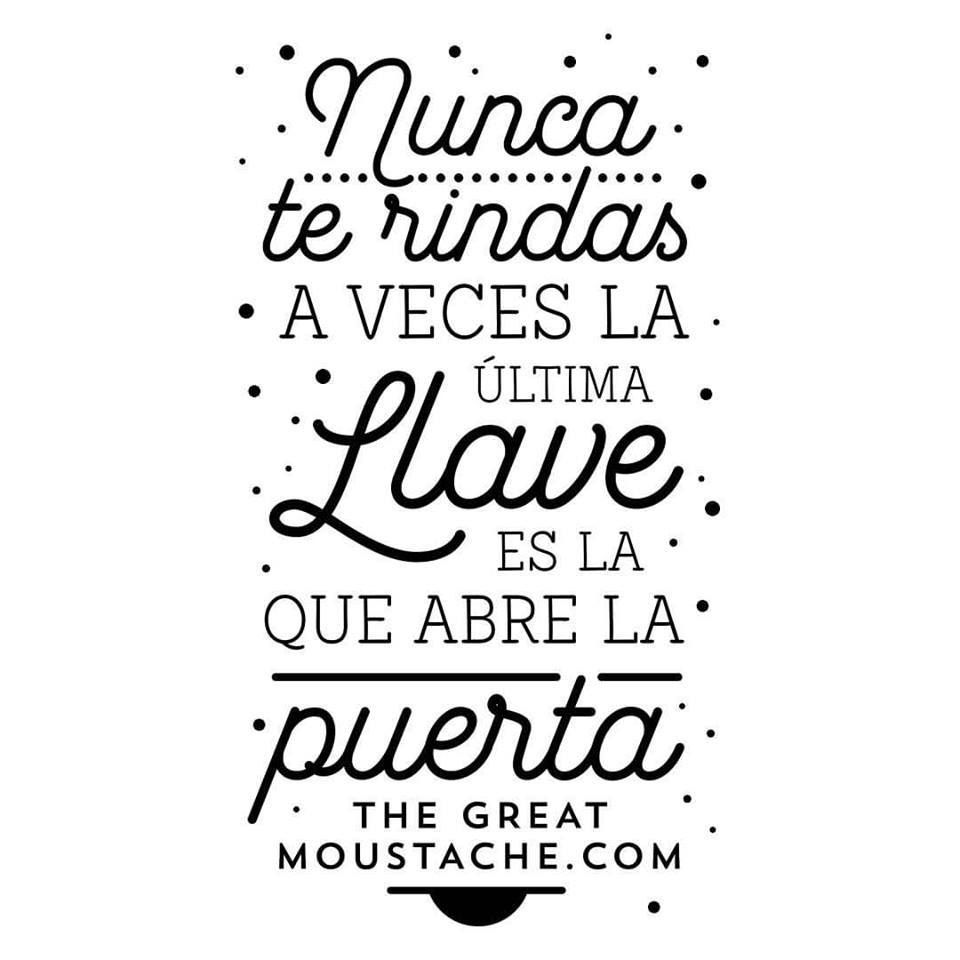 Nunca
te rindas
A VECES LA
ÚLTIMA
Llave
ES LA
QUE ABRE LA
puerta
THE GREAT
MOUSTACHE.COM